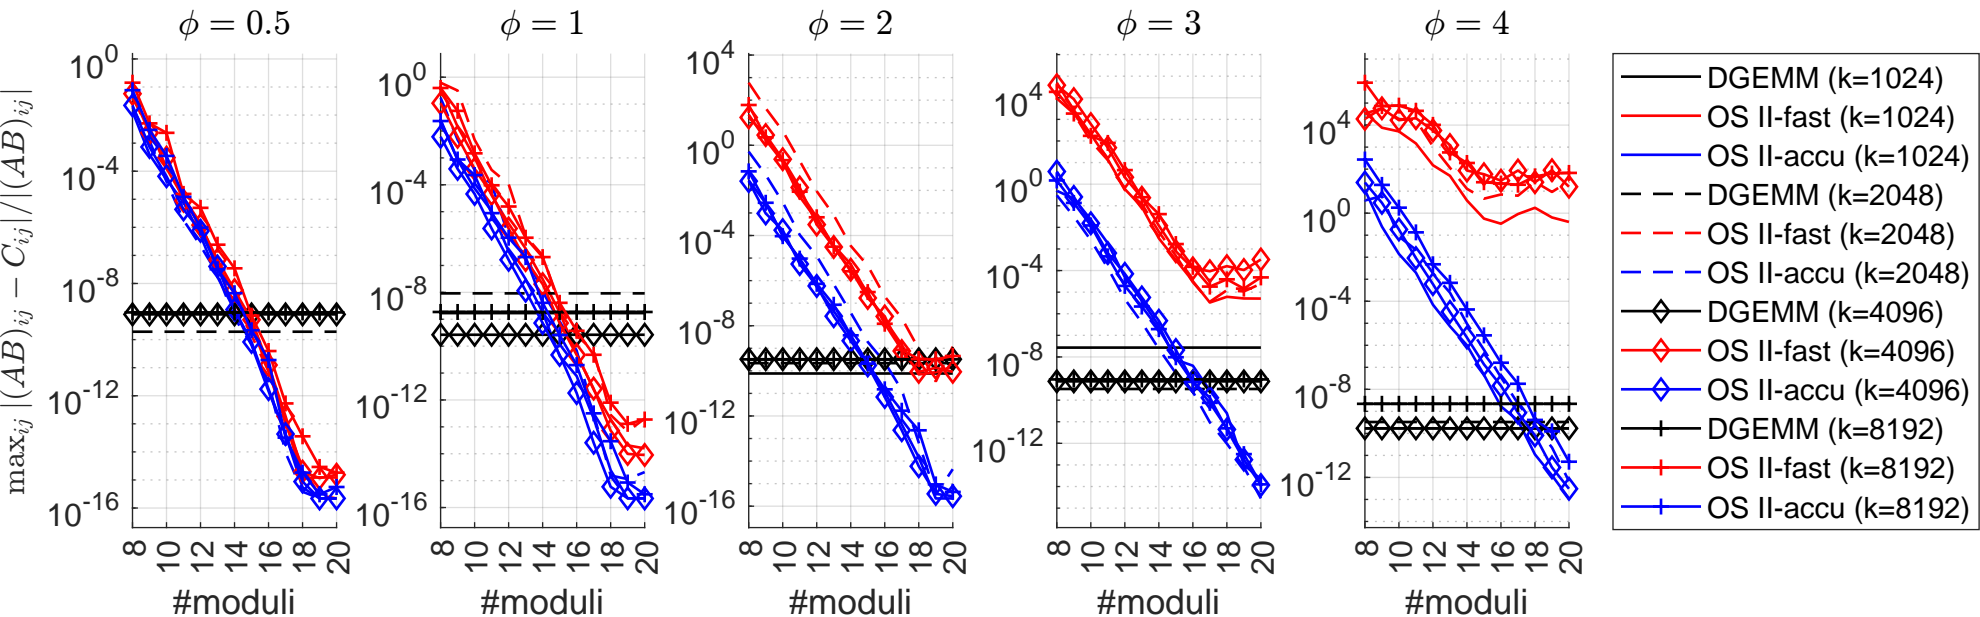 ϕ = 0.5
ϕ = 1
ϕ = 2
ϕ = 3
ϕ = 4
max_{ij} |(AB)_{ij} − C_{ij}|/|(AB)_{ij}|
10^0
10^{-4}
10^{-8}
10^{-12}
10^{-16}
8 10 12 14 16 18 20
#moduli
10^0
10^{-4}
10^{-8}
10^{-12}
10^{-16}
8 10 12 14 16 18 20
#moduli
10^4
10^0
10^{-4}
10^{-8}
10^{-12}
10^{-16}
8 10 12 14 16 18 20
#moduli
10^4
10^0
10^{-4}
10^{-8}
10^{-12}
8 10 12 14 16 18 20
#moduli
10^4
10^0
10^{-4}
10^{-8}
10^{-12}
8 10 12 14 16 18 20
#moduli
DGEMM (k=1024)
OS II-fast (k=1024)
OS II-accu (k=1024)
DGEMM (k=2048)
OS II-fast (k=2048)
OS II-accu (k=2048)
DGEMM (k=4096)
OS II-fast (k=4096)
OS II-accu (k=4096)
DGEMM (k=8192)
OS II-fast (k=8192)
OS II-accu (k=8192)